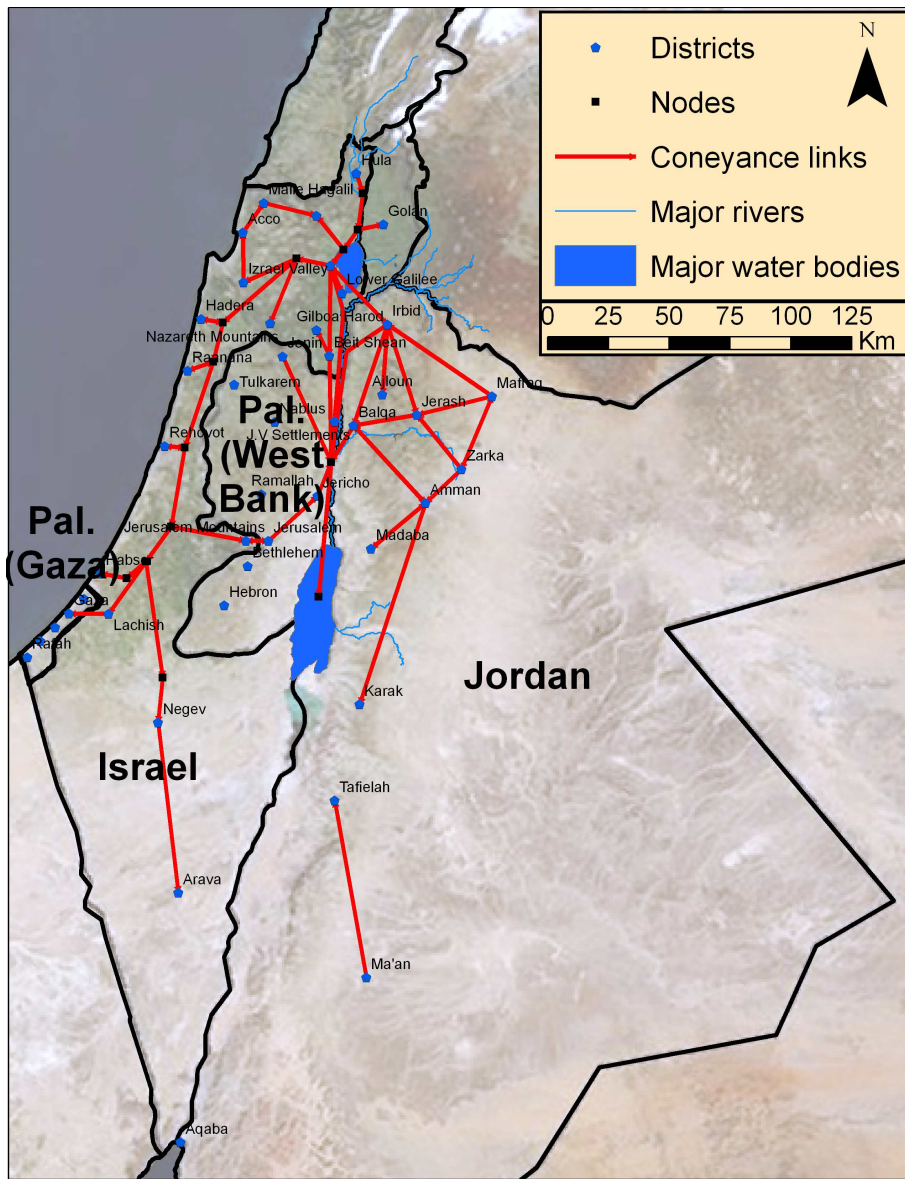 N
Districts
Nodes
Coneyance links
Major rivers
Major water bodies
0 25 50 75 100 125
Km
Hula
Malle Hagalil
Golan
Acco
Izrael Valley
Lower Galilee
Hadera
Irbid
Gilboa Harod
Nazareth Mountains
Jenin
Beit Shean
Raanana
Tulkarem
Ajloun
Mafraq
Pal.
(West
Bank)
Nablus
Balqa
Jerash
J.V Settlements
Rehovot
Zarka
Ramallah
Jericho
Amman
Pal.
(Gaza)
Jerusalem Mountains
Jerusalem
Madaba
Bethlehem
Habsor
Hebron
Gaza
Lachish
Rafah
Jordan
Karak
Negev
Israel
Tafielah
Arava
Ma'an
Aqaba